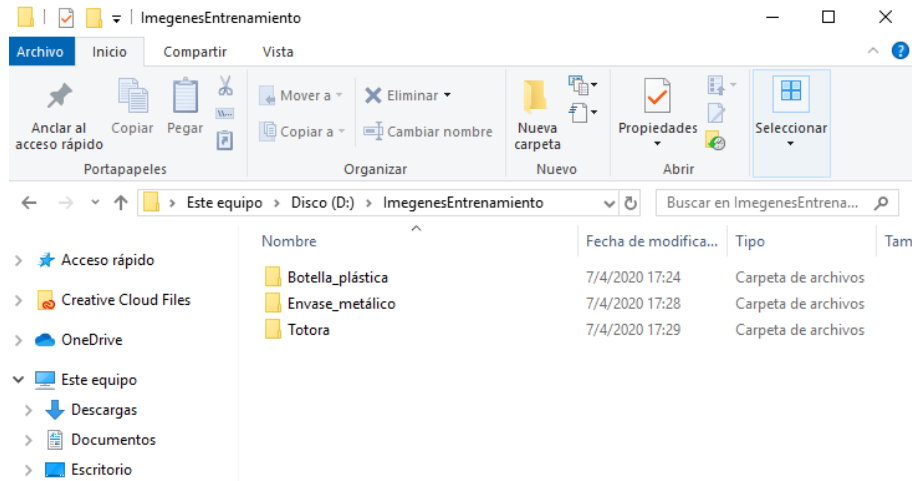 ImegenesEntrenamiento
Archivo Inicio Compartir Vista
Anclar al acceso rápido
Copiar
Pegar
Mover a
Copiar a
Eliminar
Cambiar nombre
Nueva carpeta
Propiedades
Seleccionar
Portapapeles Organizar Nuevo Abrir
Este equipo > Disco (D:) > ImegenesEntrenamiento
Buscar en ImegenesEntrena...
Nombre Fecha de modifica... Tipo Tam
Botella_plástica 7/4/2020 17:24 Carpeta de archivos
Envase_metálico 7/4/2020 17:28 Carpeta de archivos
Totora 7/4/2020 17:29 Carpeta de archivos
Acceso rápido
Creative Cloud Files
OneDrive
Este equipo
Descargas
Documentos
Escritorio